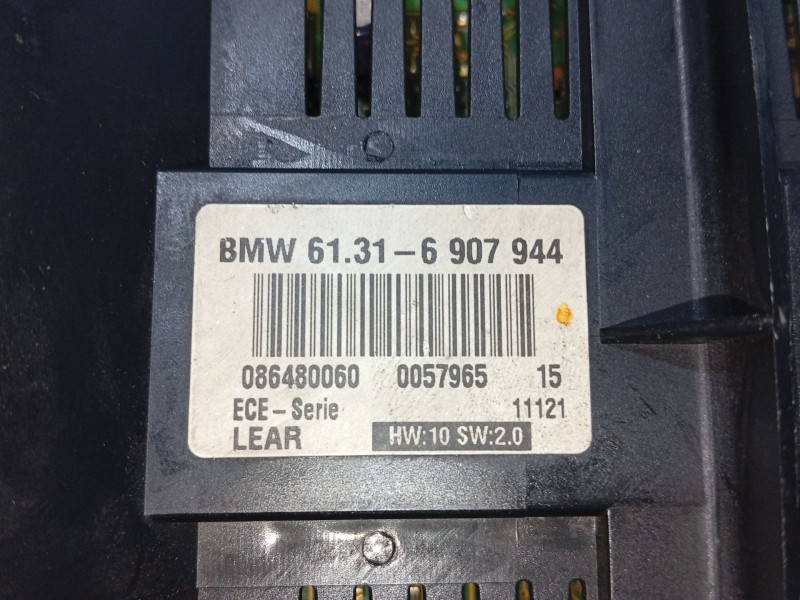 BMW 61.31-6 907 944
086480060 0057965 15
ECE-Serie 11121
LEAR HW:10 SW:2.0